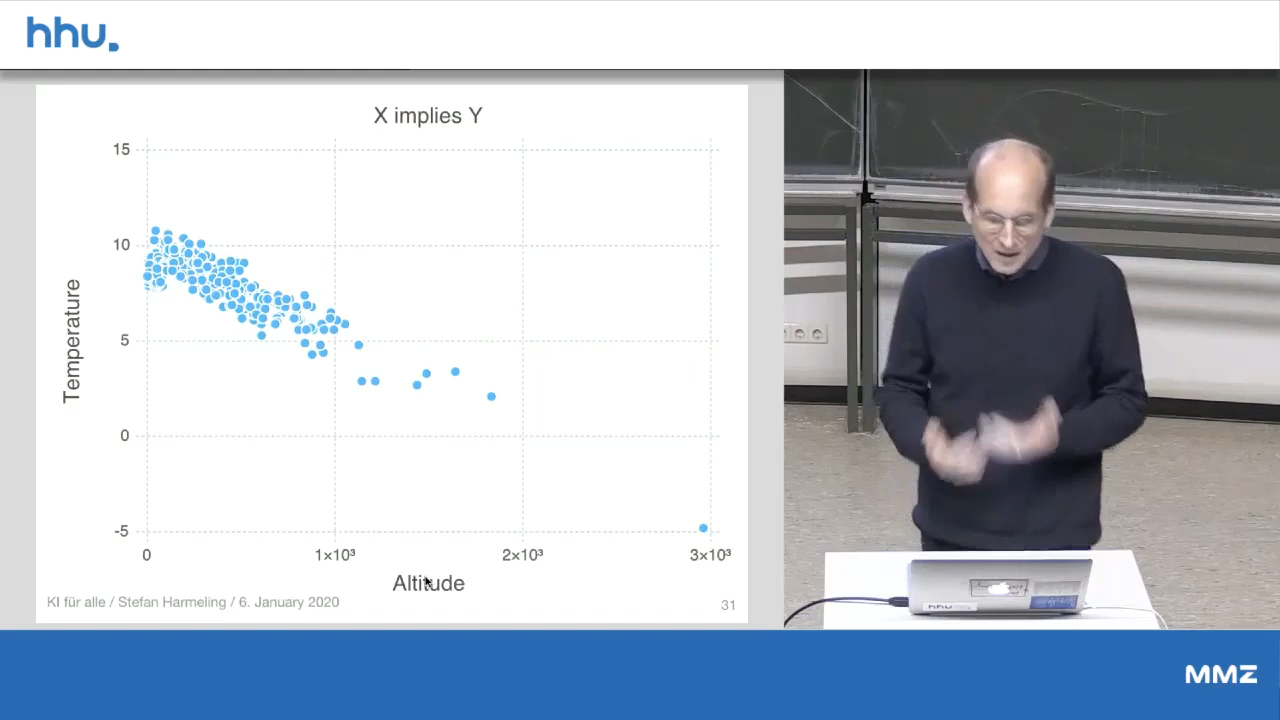 hhu.
X implies Y
15
10
5
0
-5
Temperature
0
1×10³
2×10³
3×10³
Altitude
KI für alle / Stefan Harmeling / 6. January 2020
31
hhu
MMZ